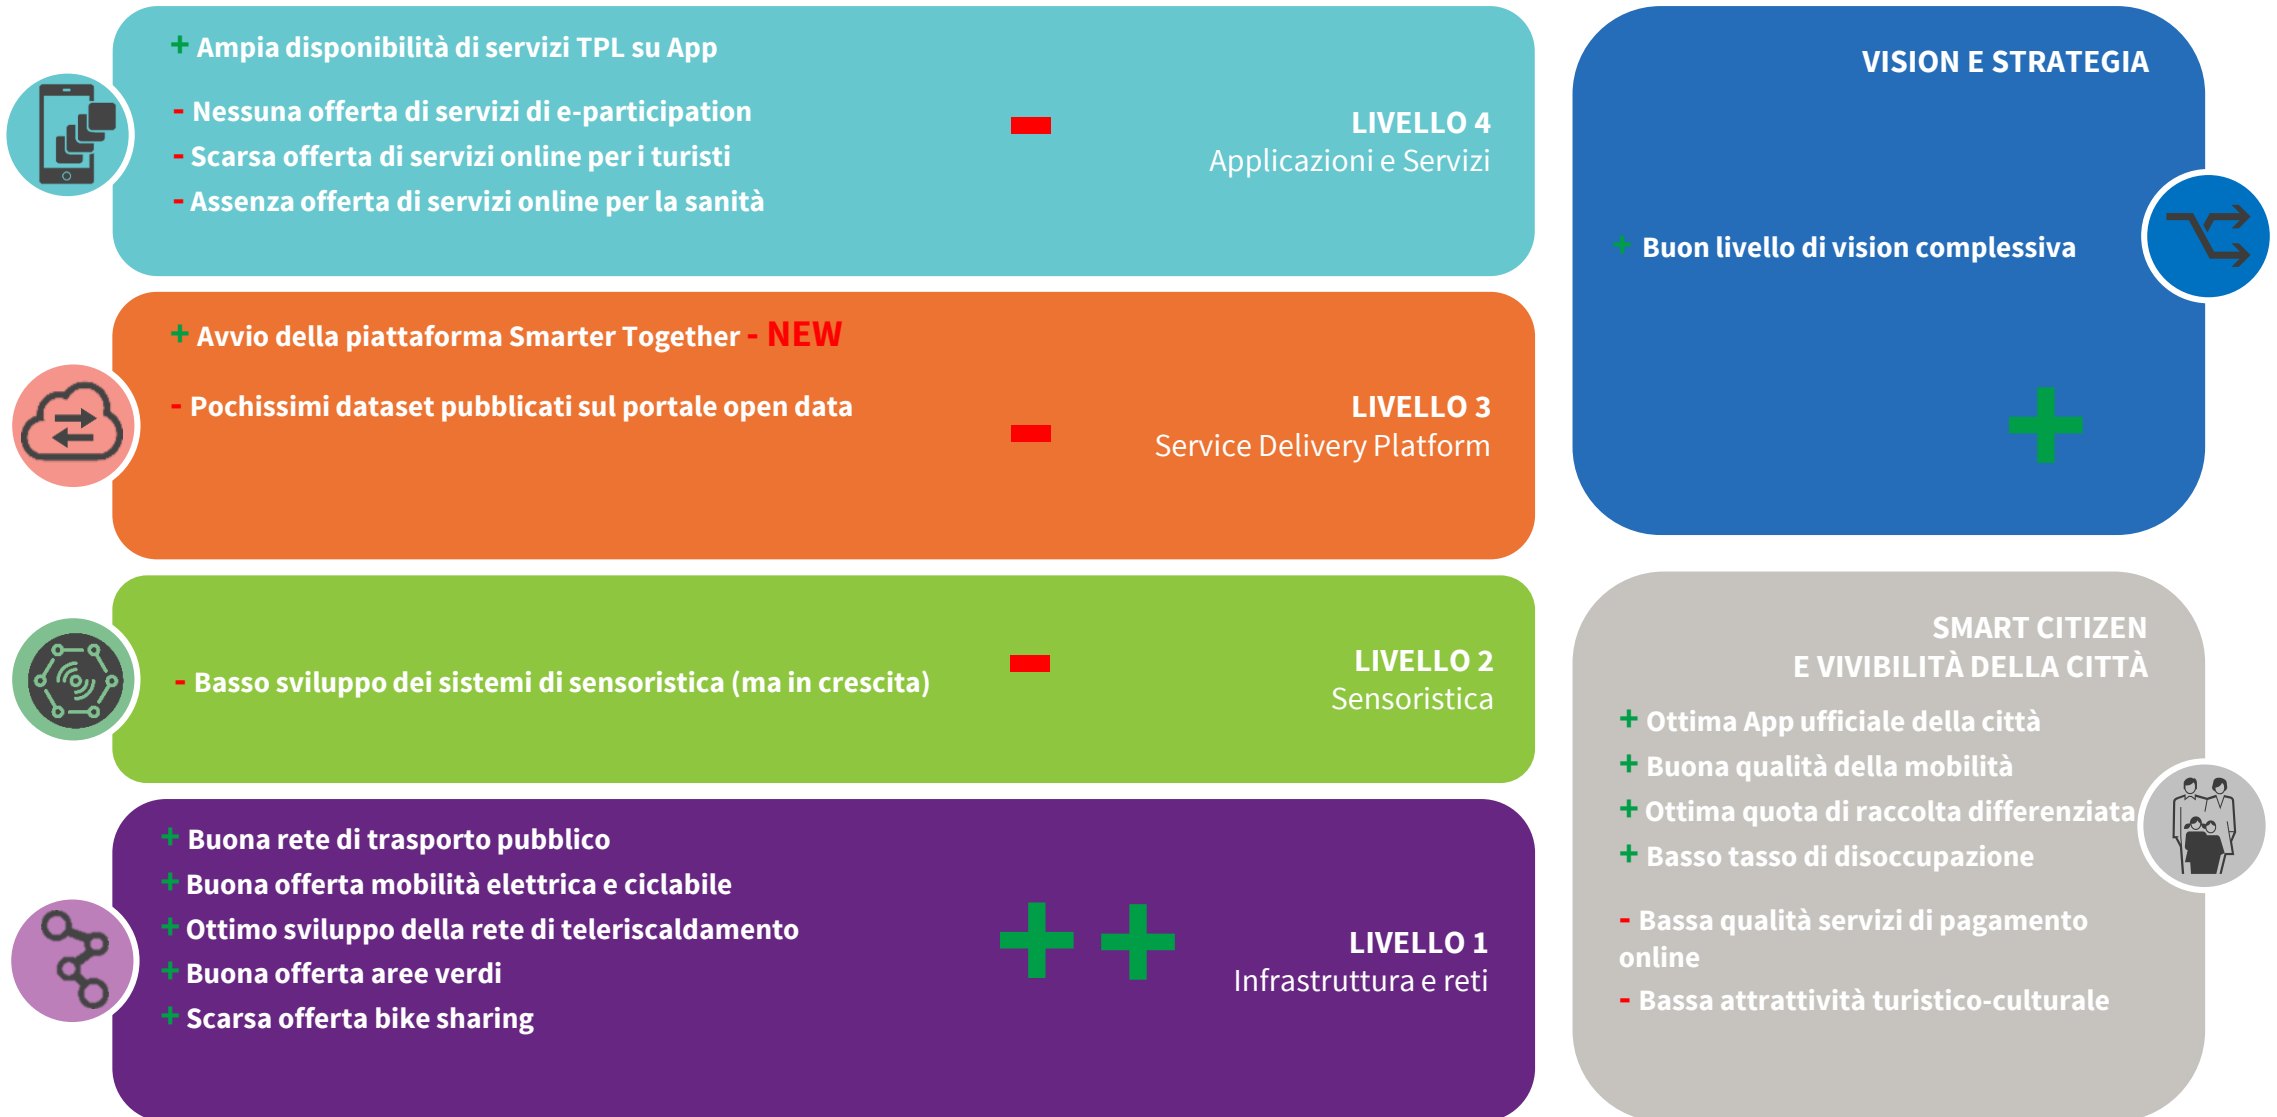 + Ampia disponibilità di servizi TPL su App
- Nessuna offerta di servizi di e-participation
- Scarsa offerta di servizi online per i turisti
- Assenza offerta di servizi online per la sanità
-
LIVELLO 4
Applicazioni e Servizi
+ Avvio della piattaforma Smarter Together - NEW
- Pochissimi dataset pubblicati sul portale open data
-
LIVELLO 3
Service Delivery Platform
- Basso sviluppo dei sistemi di sensoristica (ma in crescita)
-
LIVELLO 2
Sensoristica
+ Buona rete di trasporto pubblico
+ Buona offerta mobilità elettrica e ciclabile
+ Ottimo sviluppo della rete di teleriscaldamento
+ Buona offerta aree verdi
+ Scarsa offerta bike sharing
+ +
LIVELLO 1
Infrastruttura e reti
VISION E STRATEGIA
+ Buon livello di vision complessiva
+
SMART CITIZEN
E VIVIBILITÀ DELLA CITTÀ
+ Ottima App ufficiale della città
+ Buona qualità della mobilità
+ Ottima quota di raccolta differenziata
+ Basso tasso di disoccupazione
- Bassa qualità servizi di pagamento
online
- Bassa attrattività turistico-culturale